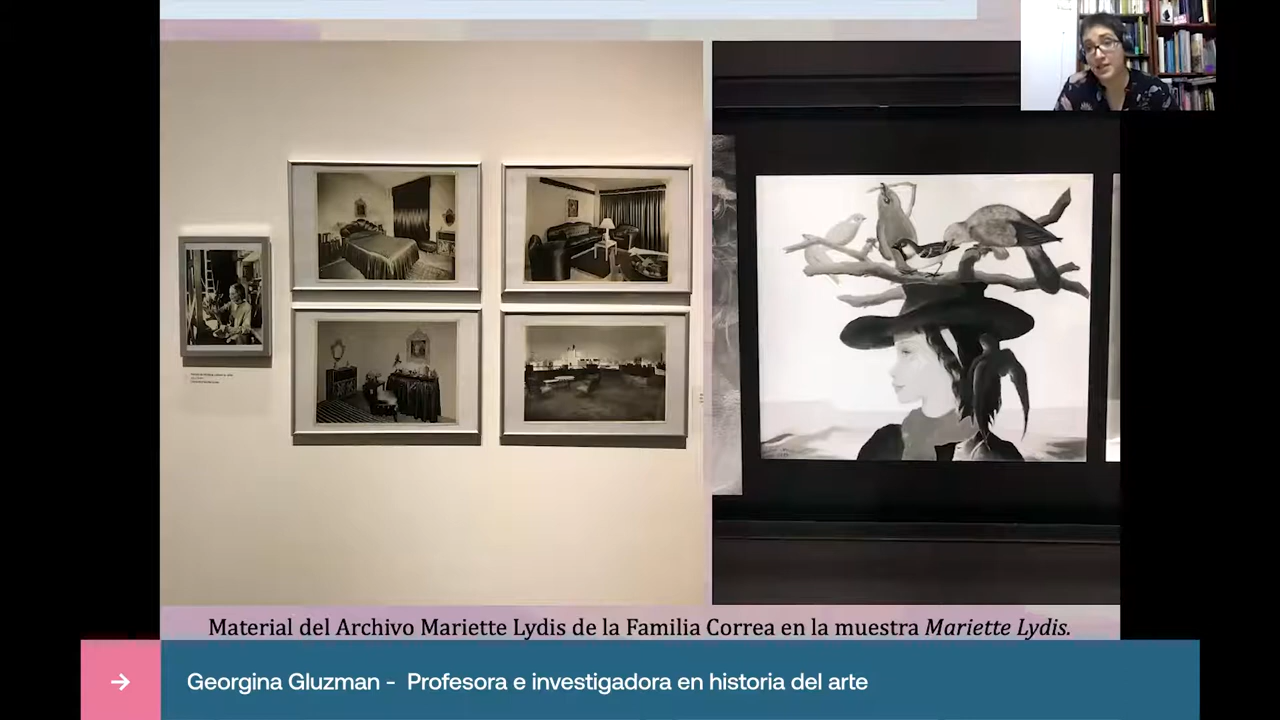 Material del Archivo Mariette Lydis de la Familia Correa en la muestra Mariette Lydis.
Georgina Gluzman - Profesora e investigadora en historia del arte